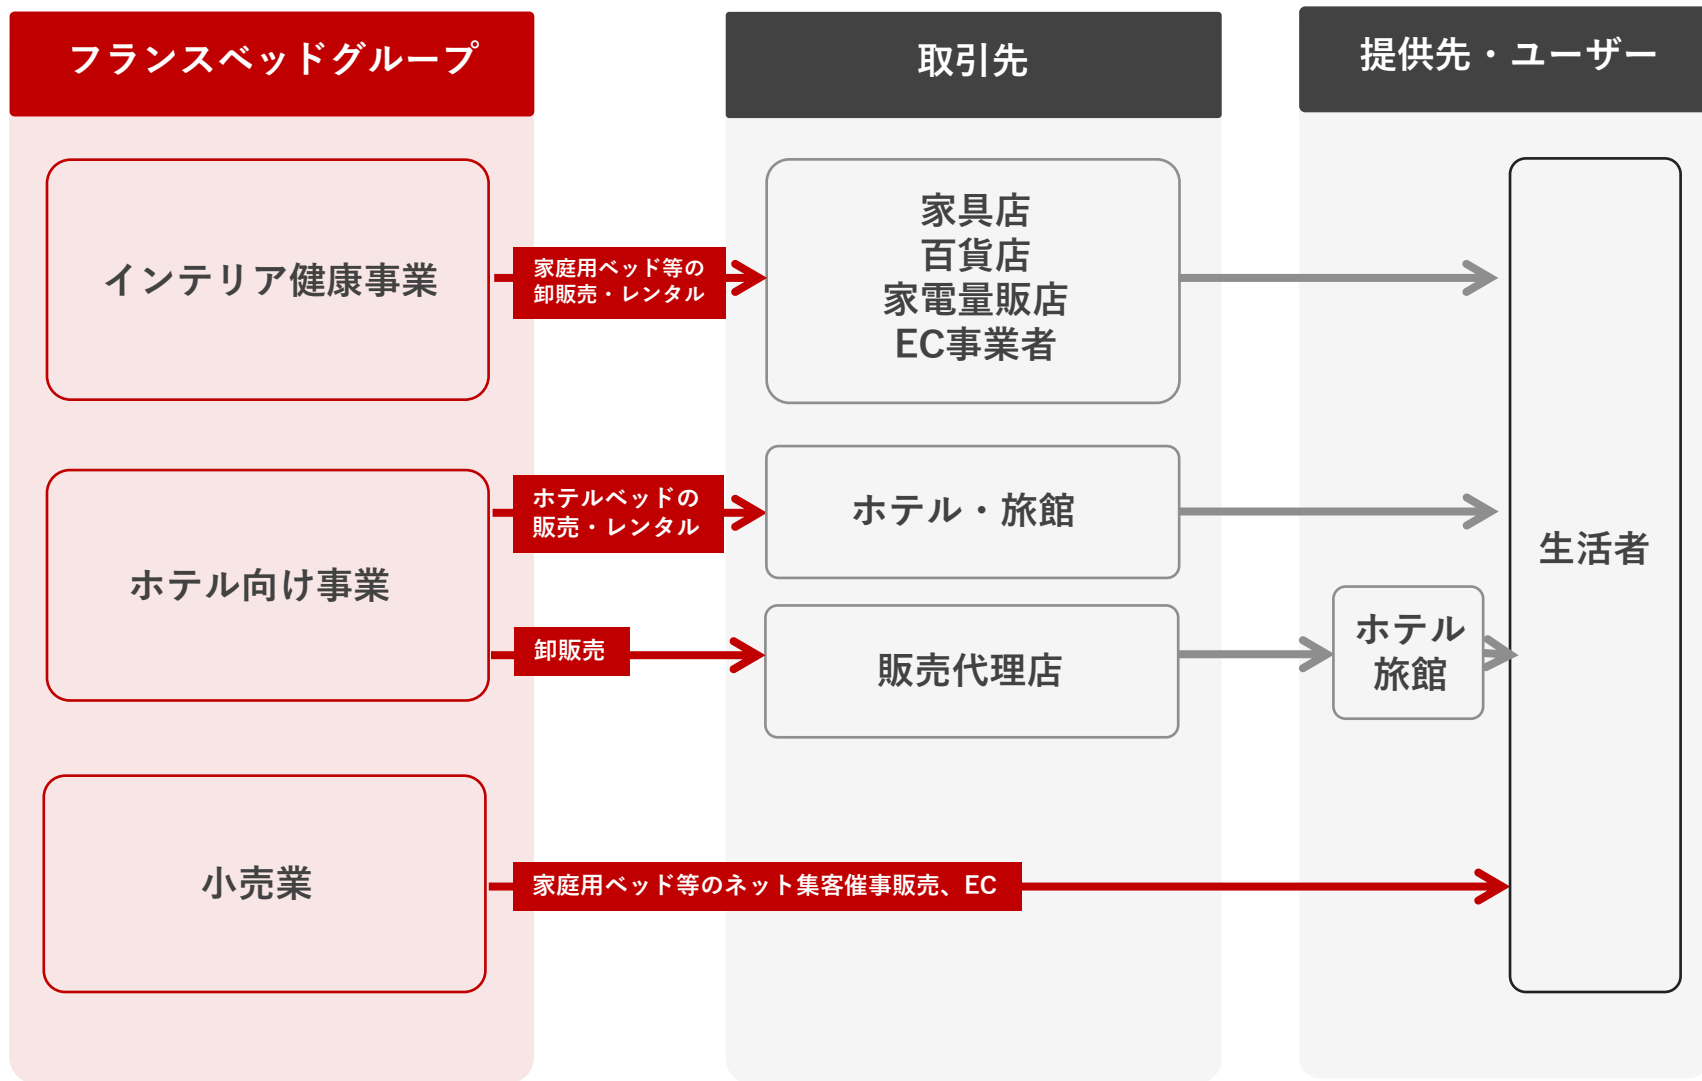 フランスベッドグループ
取引先
提供先・ユーザー
インテリア健康事業
家庭用ベッド等の
卸販売・レンタル
家具店
百貨店
家電量販店
EC事業者
ホテル向け事業
ホテルベッドの
販売・レンタル
ホテル・旅館
卸販売
販売代理店
ホテル
旅館
生活者
小売業
家庭用ベッド等のネット集客催事販売、EC